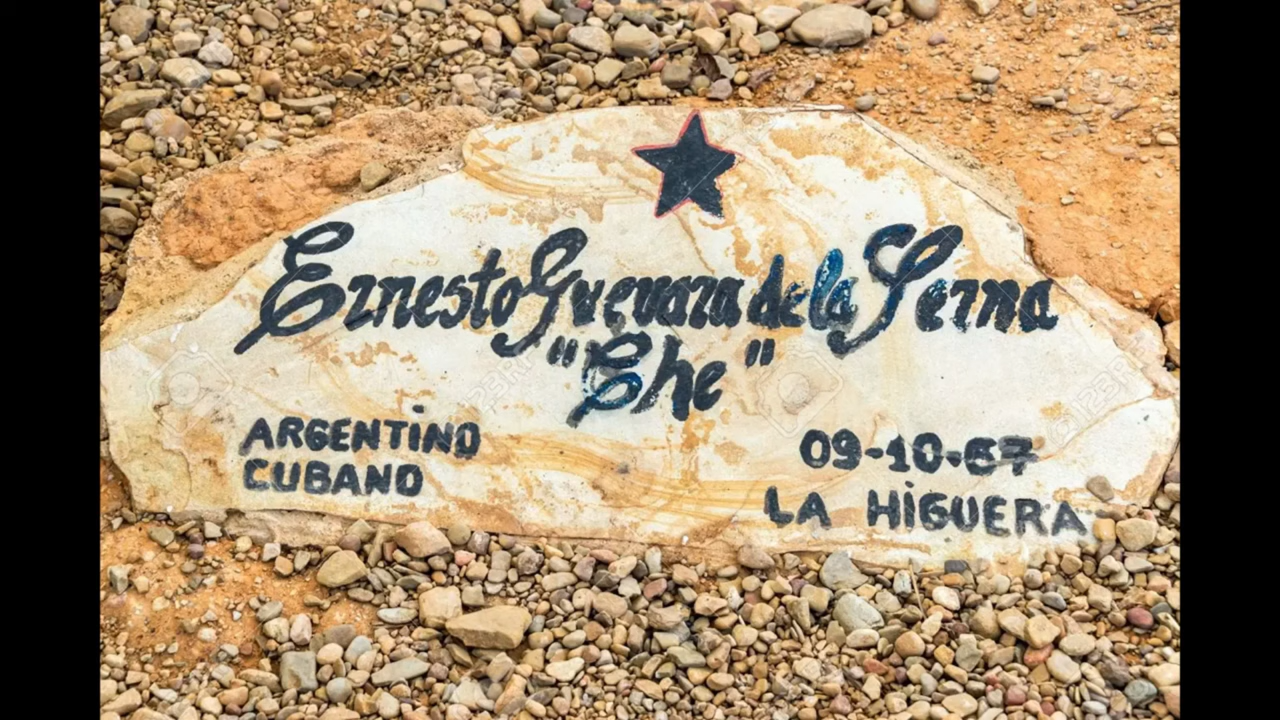 Ernesto Guevara de la Serna
"Che"
ARGENTINO
CUBANO
09-10-67
LA HIGUERA